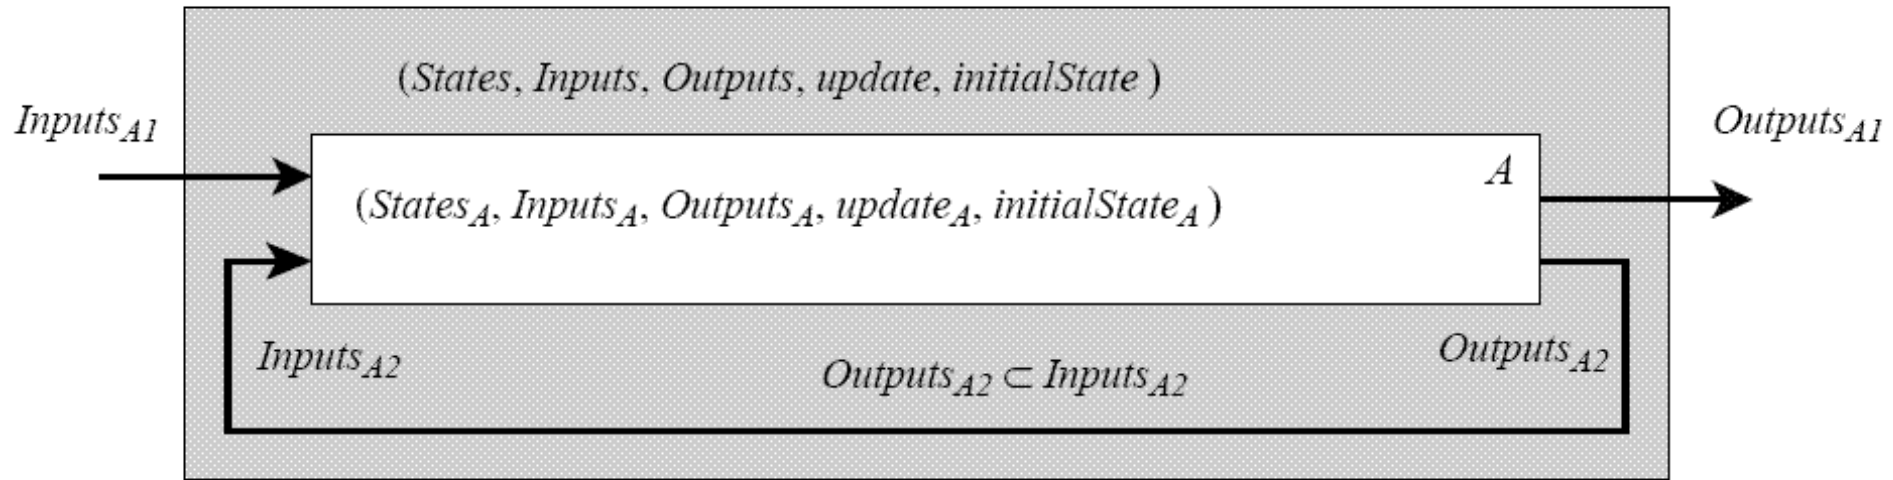 (States, Inputs, Outputs, update, initialState )
Inputs_A1
Outputs_A1
A
(States_A, Inputs_A, Outputs_A, update_A, initialState_A )
Inputs_A2
Outputs_A2 ⊂ Inputs_A2
Outputs_A2